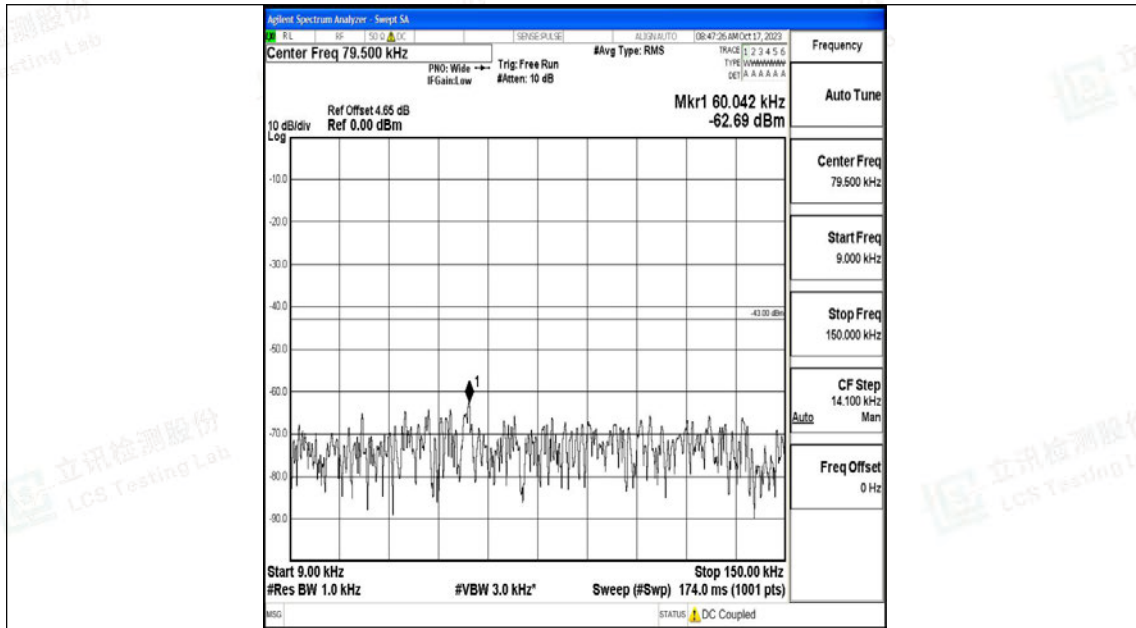 Agilent Spectrum Analyzer - Swept SA
RL RF 50 Ω DC SENSE:PULSE ALIGN AUTO 08:47:26 AM Oct 17, 2023
Center Freq 79.500 kHz
#Avg Type: RMS
TRACE 1 2 3 4 5 6
TYPE
DET A A A A A A
PNO: Wide
IFGain:Low
Trig: Free Run
#Atten: 10 dB
Ref Offset 4.65 dB
10 dB/div Ref 0.00 dBm
Log
Mkr1 60.042 kHz
-62.69 dBm
-10.0
-20.0
-30.0
-40.0
-43.00 dBm
-50.0
-60.0
1
-70.0
-80.0
-90.0
Start 9.00 kHz
Stop 150.00 kHz
#Res BW 1.0 kHz
#VBW 3.0 kHz*
Sweep (#Swp) 174.0 ms (1001 pts)
MSG
STATUS DC Coupled
Frequency
Auto Tune
Center Freq
79.500 kHz
Start Freq
9.000 kHz
Stop Freq
150.000 kHz
CF Step
14.100 kHz
Auto Man
Freq Offset
0 Hz
立讯检测股份
LCS Testing Lab